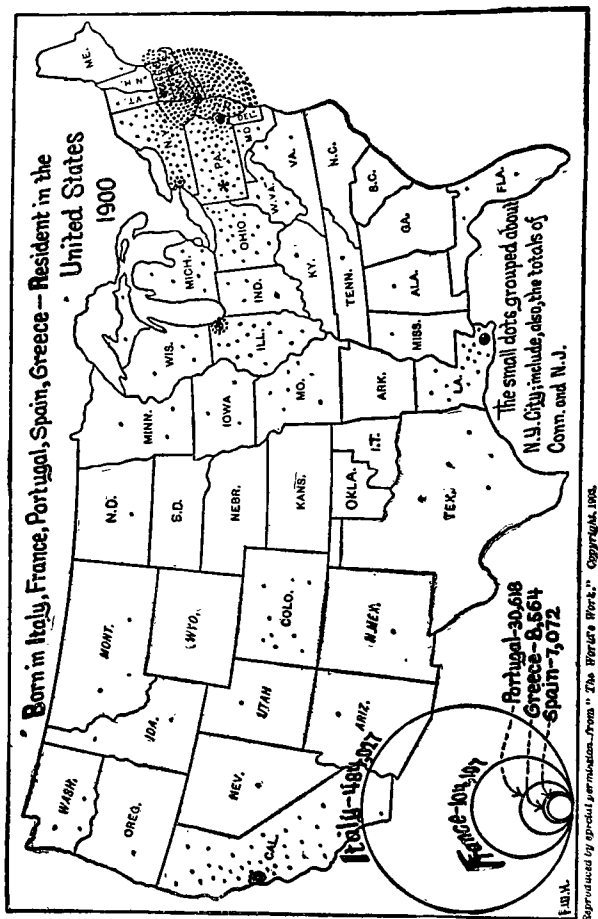 Born in Italy, France, Portugal, Spain, Greece — Resident in the
United States
1900
WASH.
OREG.
CAL.
NEV.
IDA.
MONT.
WYO.
UTAH
ARIZ.
COLO.
N.MEX.
N.D.
S.D.
NEBR.
KANS.
OKLA.
I.T.
TEX.
MINN.
IOWA
MO.
ARK.
LA.
WIS.
ILL.
MICH.
IND.
OHIO
KY.
TENN.
MISS.
ALA.
GA.
FLA.
S.C.
N.C.
VA.
W.VA.
PA.
MD
DEL.
N.Y.
VT.
N.H.
ME.
The small dots grouped about
N.Y. City; include, also, the totals of
Conn. and N.J.
Italy-484,027
France-104,197
Portugal-30,618
Greece-8,564
Spain-7,072
F.W.H.
Reproduced by special permission from "The World's Work." Copyright, 1903.